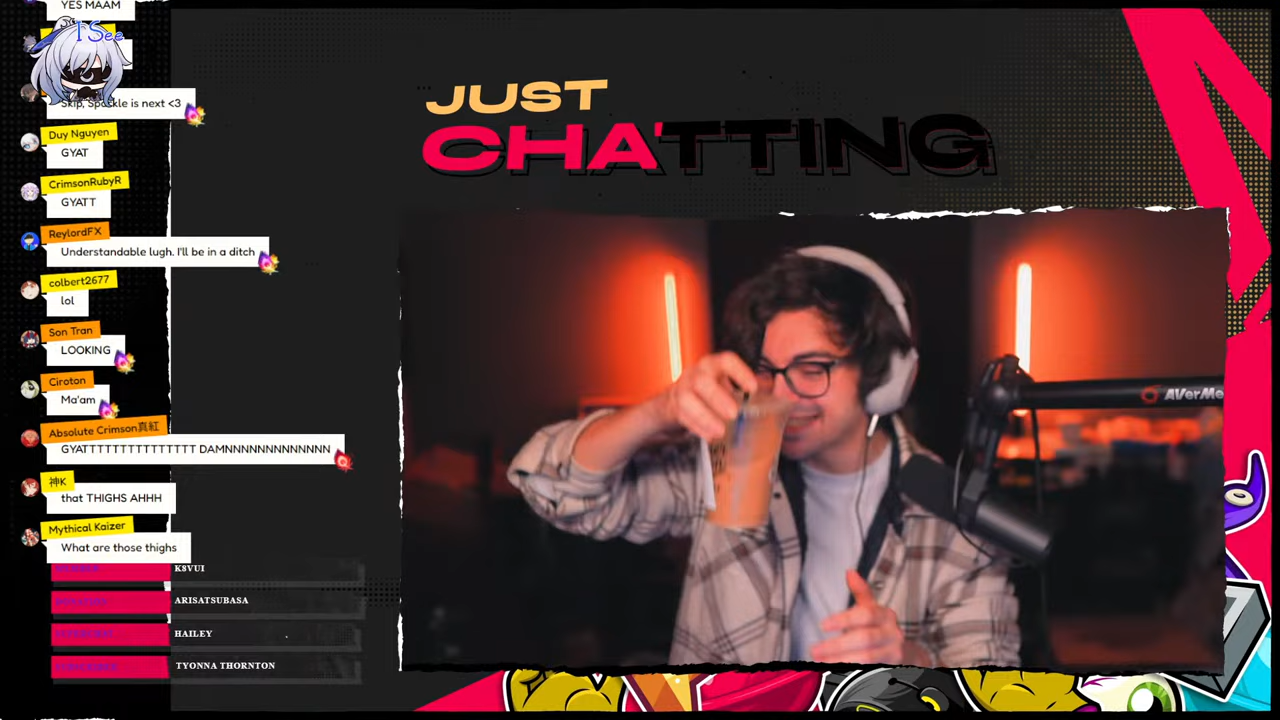 YES MAAM
I See
Skip, Sparkle is next <3
Duy Nguyen
GYAT
CrimsonRubyR
GYATT
ReylordFX
Understandable lugh. I'll be in a ditch
colbert2677
lol
Son Tran
LOOKING
Ciroton
Ma'am
Absolute Crimson真紅
GYATTTTTTTTTTTTTTT DAMNNNNNNNNNNNNN
神K
that THIGHS AHHH
Mythical Kaizer
What are those thighs
K8VUI
ARISATSUBASA
HAILEY
TYONNA THORNTON
JUST
CHATTING
AVerMe